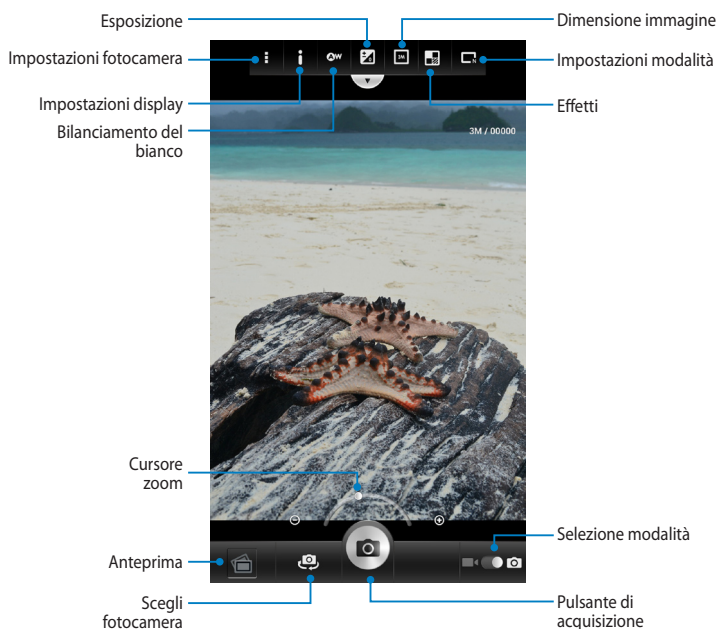 Esposizione
Dimensione immagine
Impostazioni fotocamera
Impostazioni modalità
Impostazioni display
Effetti
Bilanciamento del
bianco
3M
N
3M / 00000
Cursore
zoom
Selezione modalità
Anteprima
Scegli
fotocamera
Pulsante di
acquisizione